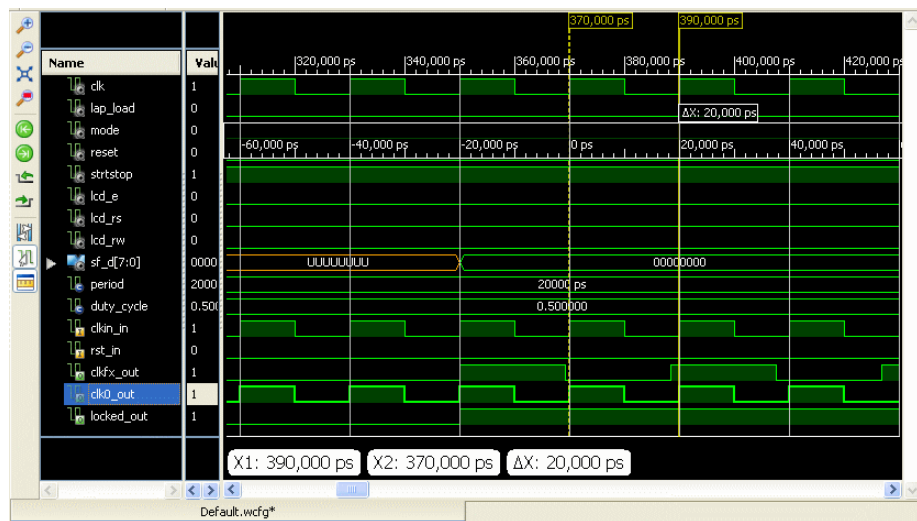 370,000 ps 390,000 ps
Name Valu
320,000 ps 340,000 ps 360,000 ps 380,000 ps 400,000 ps 420,000 ps
clk 1
lap_load 0
ΔX: 20,000 ps
mode 0
reset 0
-60,000 ps -40,000 ps -20,000 ps 0 ps 20,000 ps 40,000 ps
strtstop 1
lcd_e 0
lcd_rs 0
lcd_rw 0
sf_d[7:0] 0000 UUUUUUUU 00000000
period 2000 20000 ps
duty_cycle 0.500 0.500000
clkin_in 1
rst_in 0
clkfx_out 1
clk0_out 1
locked_out 1
X1: 390,000 ps X2: 370,000 ps ΔX: 20,000 ps
Default.wcfg*